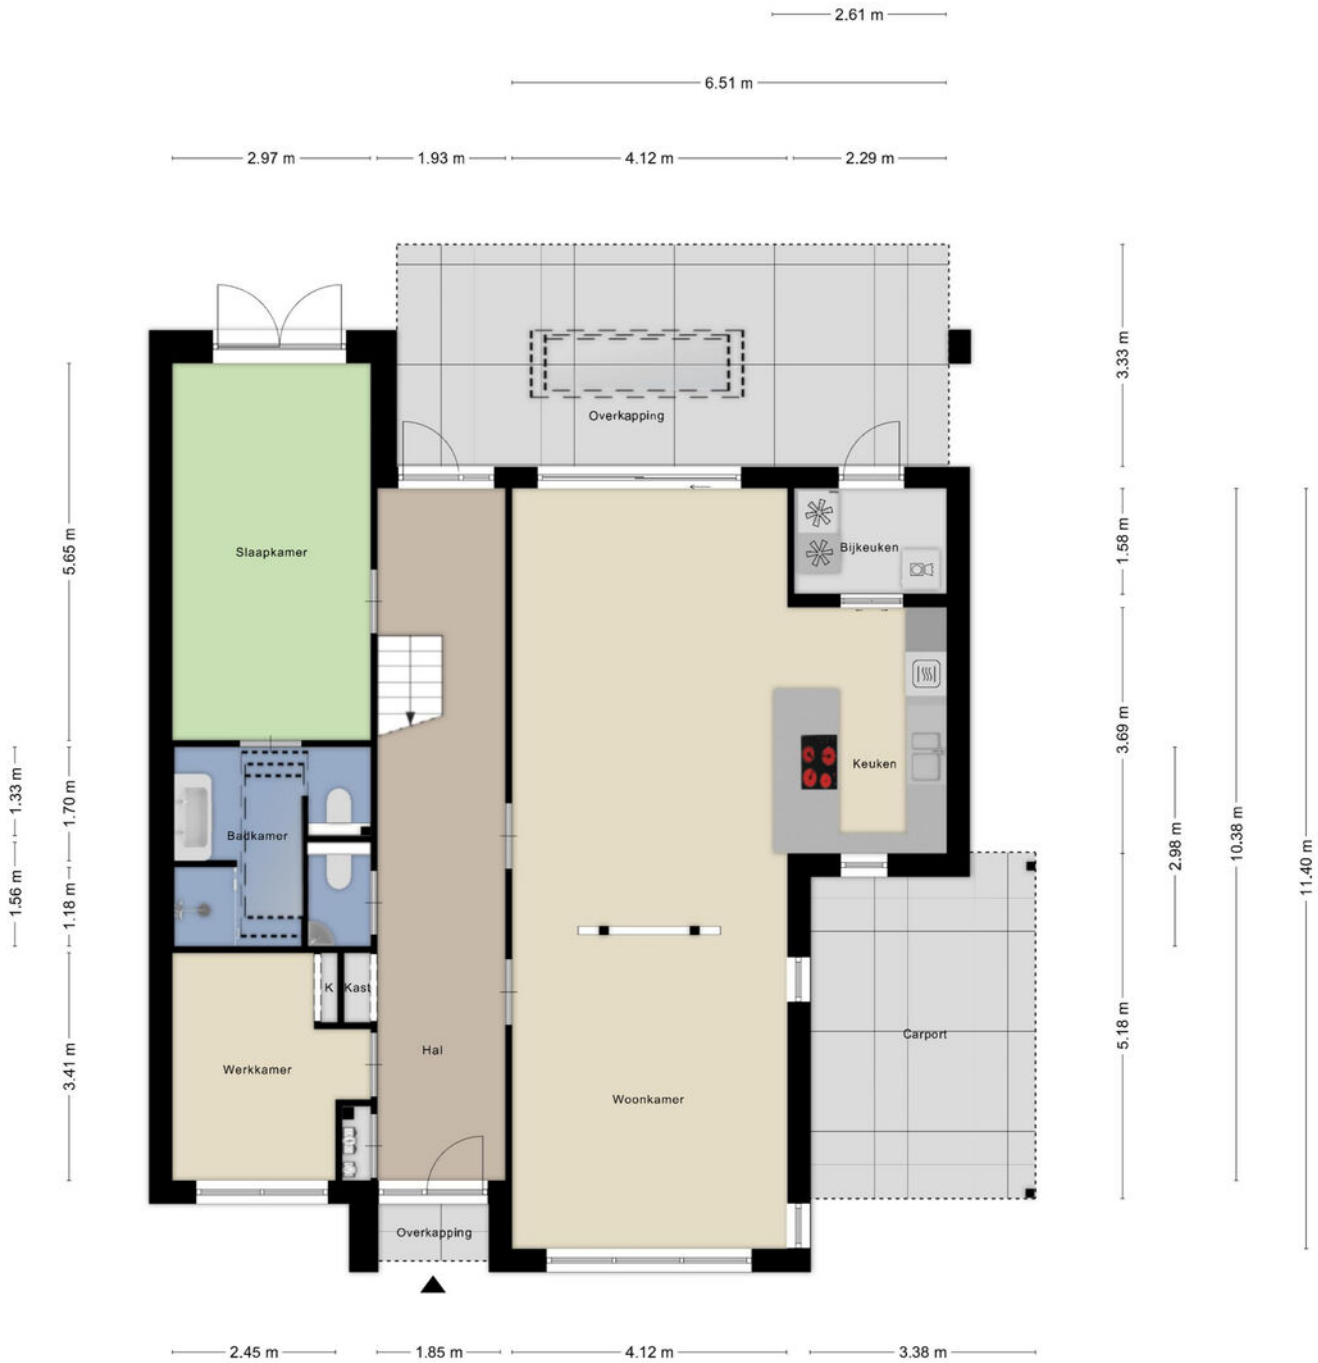 2.61 m
6.51 m
2.97 m
1.93 m
4.12 m
2.29 m
3.33 m
Overkapping
5.65 m
Slaapkamer
Bijkeuken
1.58 m
3.69 m
Keuken
1.33 m
1.70 m
Badkamer
2.98 m
10.38 m
11.40 m
1.56 m
1.18 m
K
Kast
Hal
Carport
5.18 m
3.41 m
Werkkamer
Woonkamer
Overkapping
2.45 m
1.85 m
4.12 m
3.38 m